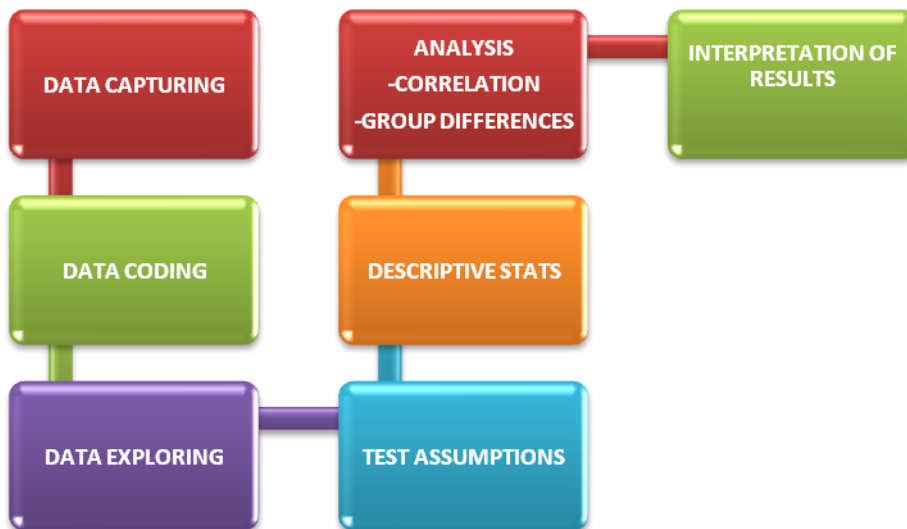 DATA CAPTURING
DATA CODING
DATA EXPLORING
TEST ASSUMPTIONS
DESCRIPTIVE STATS
ANALYSIS
-CORRELATION
-GROUP DIFFERENCES
INTERPRETATION OF
RESULTS